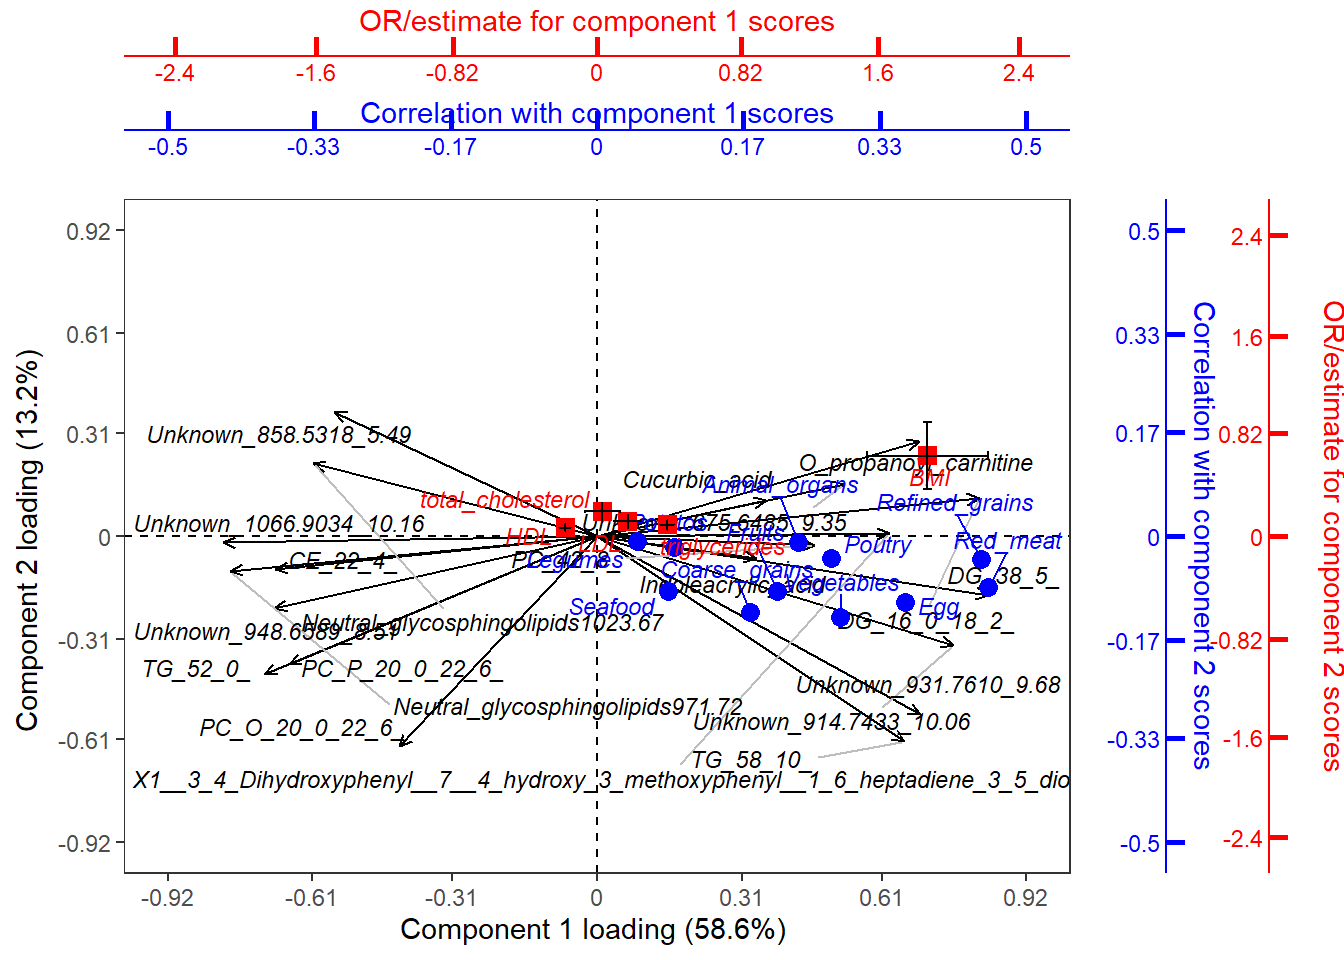 OR/estimate for component 1 scores
-2.4 -1.6 -0.82 0 0.82 1.6 2.4
Correlation with component 1 scores
-0.5 -0.33 -0.17 0 0.17 0.33 0.5
0.92
0.61
0.31
0
-0.31
-0.61
-0.92
Component 2 loading (13.2%)
Unknown_858.5318_5.49
Cucurbic_acid
O_propanoyl_carnitine
BMI
Animal_organs
total_cholesterol
Refined_grains
Unknown_1066.9034_10.16
HDL
LDL
Fruits
Poultry
Red_meat
triglycerides
CE_22_4_
Legumes
Coarse_grains
DG_38_5_
Indoleacrylic_acid
Vegetables
Seafood
Egg
DG_16_0_18_2_
Neutral_glycosphingolipids1023.67
Unknown_948.6589_8.51
TG_52_0_
PC_P_20_0_22_6_
Unknown_931.7610_9.68
Neutral_glycosphingolipids971.72
PC_O_20_0_22_6_
Unknown_914.7433_10.06
TG_58_10_
X1__3_4_Dihydroxyphenyl__7__4_hydroxy_3_methoxyphenyl__1_6_heptadiene_3_5_dio
-0.92 -0.61 -0.31 0 0.31 0.61 0.92
Component 1 loading (58.6%)
0.5
0.33
0.17
0
-0.17
-0.33
-0.5
Correlation with component 2 scores
2.4
1.6
0.82
0
-0.82
-1.6
-2.4
OR/estimate for component 2 scores